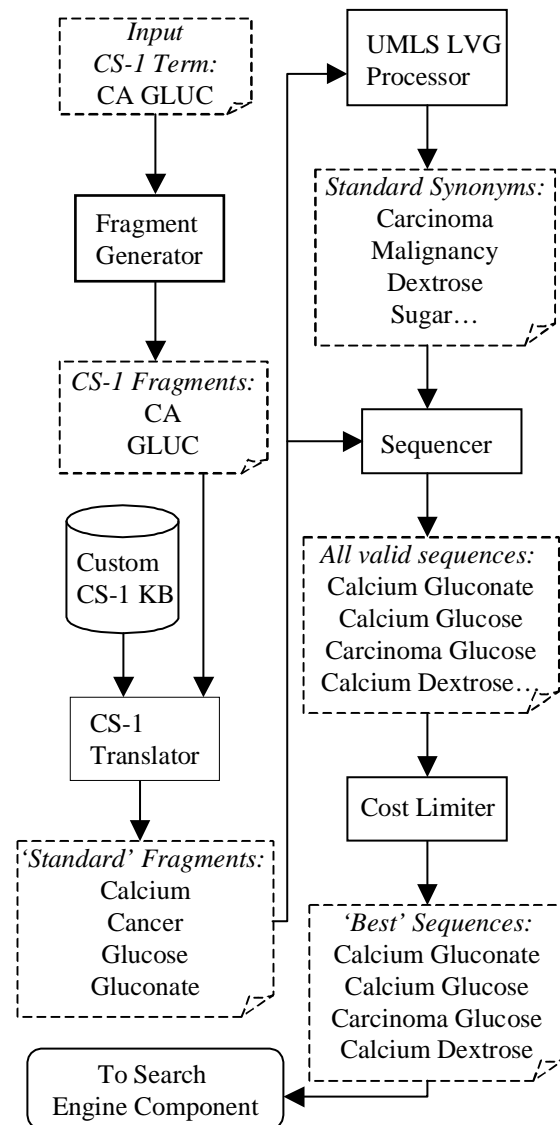 Input
CS-1 Term:
CA GLUC
Fragment
Generator
CS-1 Fragments:
CA
GLUC
Custom
CS-1 KB
CS-1
Translator
‘Standard’ Fragments:
Calcium
Cancer
Glucose
Gluconate
UMLS LVG
Processor
Standard Synonyms:
Carcinoma
Malignancy
Dextrose
Sugar…
Sequencer
All valid sequences:
Calcium Gluconate
Calcium Glucose
Carcinoma Glucose
Calcium Dextrose…
Cost Limiter
‘Best’ Sequences:
Calcium Gluconate
Calcium Glucose
Carcinoma Glucose
Calcium Dextrose
To Search
Engine Component